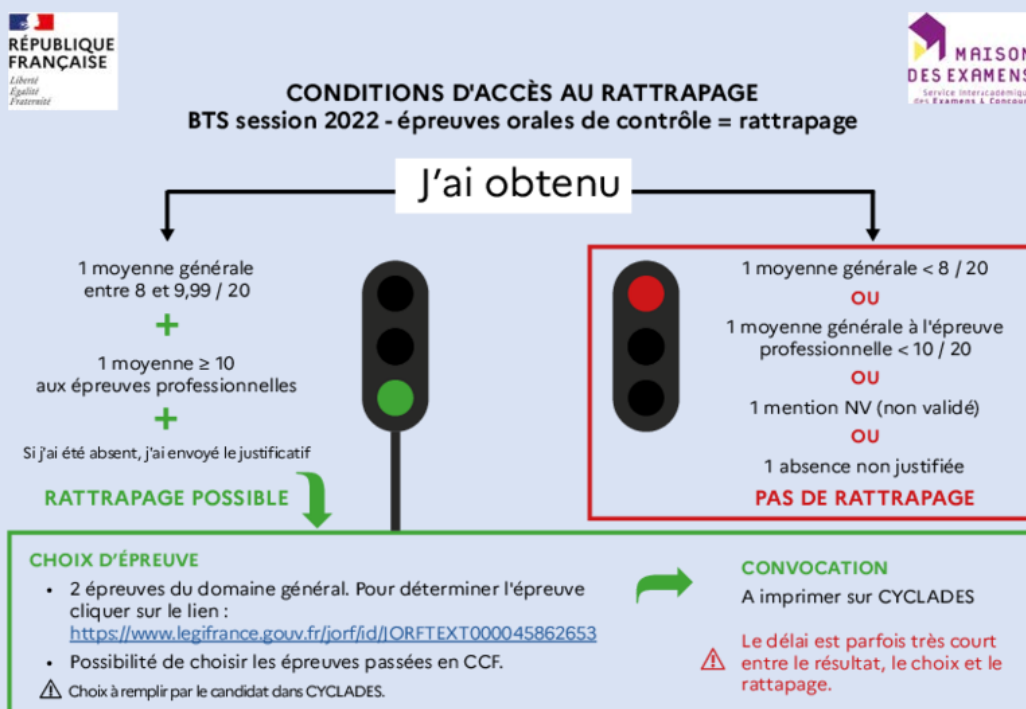 RÉPUBLIQUE
FRANÇAISE
Liberté
Égalité
Fraternité
MAISON
DES EXAMENS
Service Interacadémique
des Examens & Concours
CONDITIONS D'ACCÈS AU RATTRAPAGE
BTS session 2022 - épreuves orales de contrôle = rattrapage
J'ai obtenu
1 moyenne générale
entre 8 et 9,99 / 20
+
1 moyenne ≥ 10
aux épreuves professionnelles
+
Si j'ai été absent, j'ai envoyé le justificatif
RATTRAPAGE POSSIBLE
1 moyenne générale < 8 / 20
OU
1 moyenne générale à l'épreuve
professionnelle < 10 / 20
OU
1 mention NV (non validé)
OU
1 absence non justifiée
PAS DE RATTRAPAGE
CHOIX D'ÉPREUVE
• 2 épreuves du domaine général. Pour déterminer l'épreuve
cliquer sur le lien :
https://www.legifrance.gouv.fr/jorf/id/JORFTEXT000045862653
• Possibilité de choisir les épreuves passées en CCF.
⚠ Choix à remplir par le candidat dans CYCLADES.
CONVOCATION
A imprimer sur CYCLADES
⚠ Le délai est parfois très court
entre le résultat, le choix et le
rattapage.